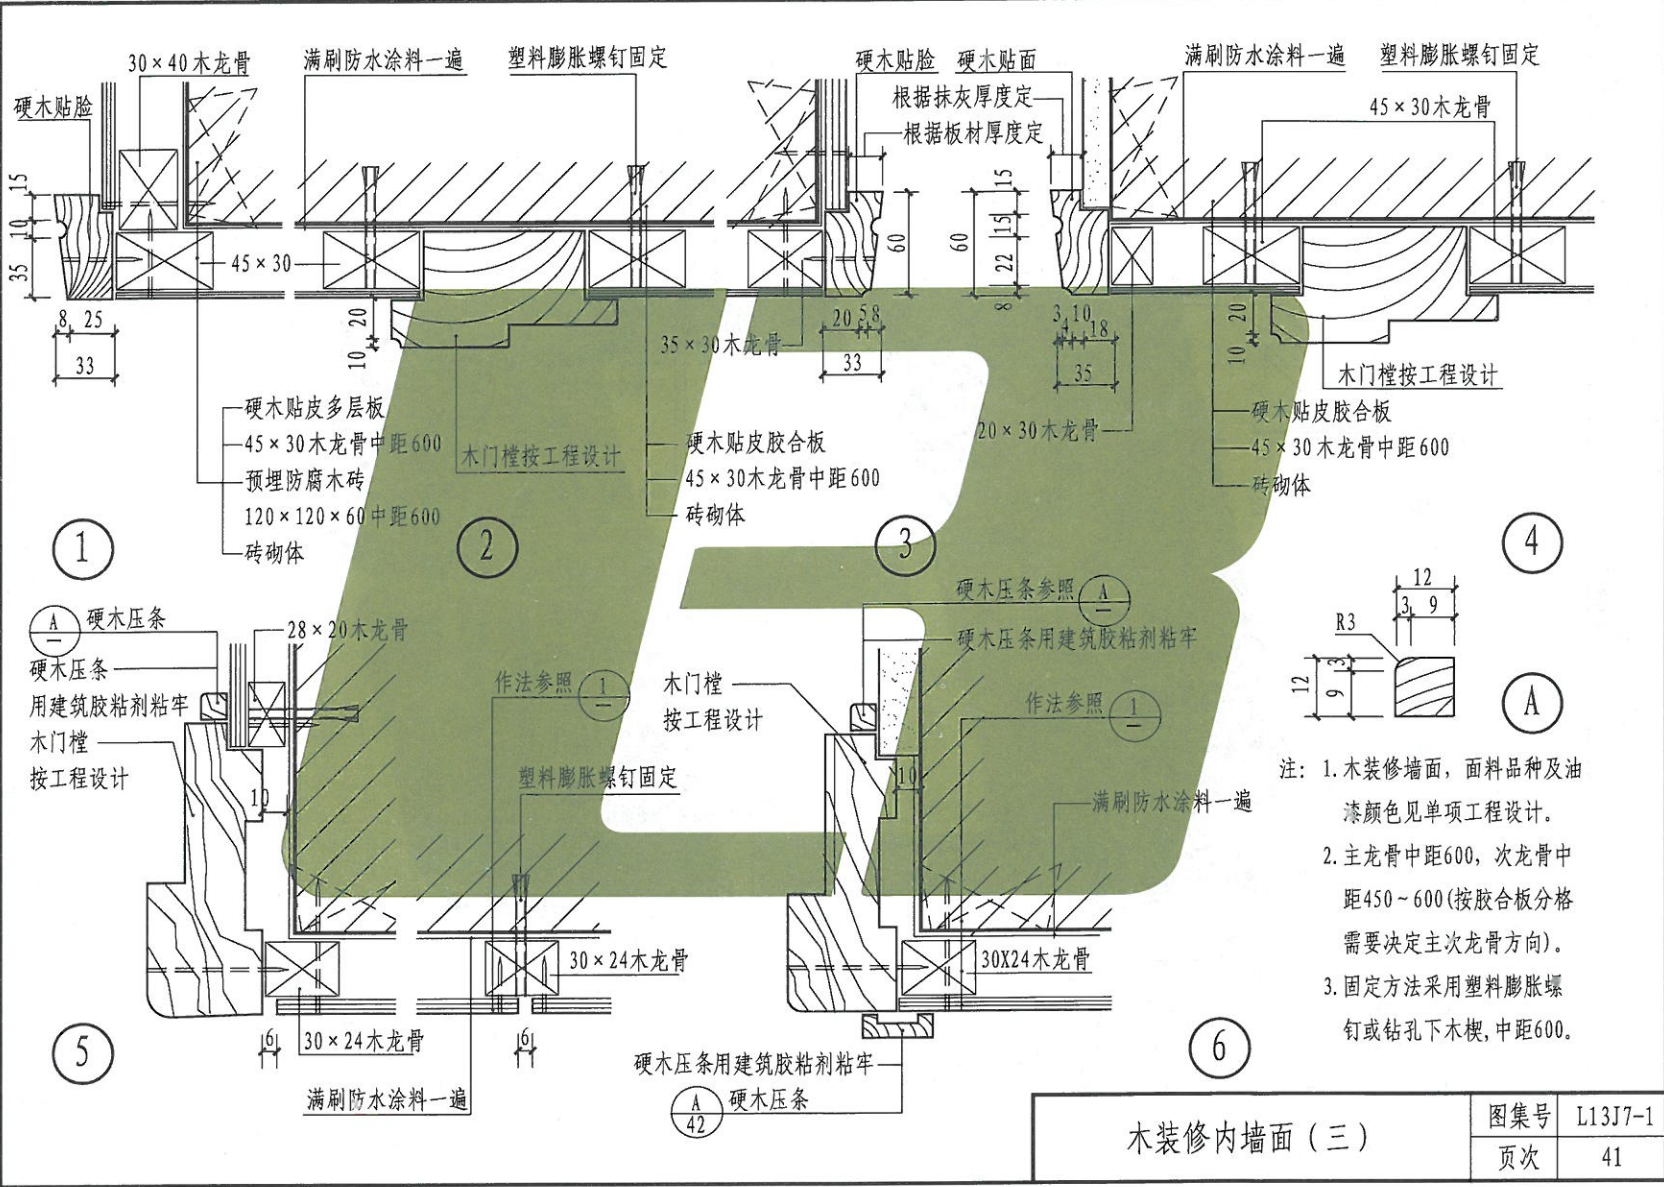 30×40木龙骨
满刷防水涂料一遍
塑料膨胀螺钉固定
硬木贴脸
硬木贴面
满刷防水涂料一遍
塑料膨胀螺钉固定
硬木贴脸
根据抹灰厚度定
根据板材厚度定
45×30木龙骨
15
10
35
45×30
60
60
15
15
22
8
8
25
33
20
10
35×30木龙骨
20
5
8
33
3
4
10
18
35
20
10
木门樘按工程设计
硬木贴皮多层板
45×30木龙骨中距600
预埋防腐木砖
120×120×60中距600
砖砌体
木门樘按工程设计
硬木贴皮胶合板
45×30木龙骨中距600
砖砌体
20×30木龙骨
硬木贴皮胶合板
45×30木龙骨中距600
砖砌体
1
2
3
4
A
硬木压条
28×20木龙骨
硬木压条
用建筑胶粘剂粘牢
木门樘
按工程设计
10
作法参照
1
塑料膨胀螺钉固定
30×24木龙骨
6
30×24木龙骨
6
满刷防水涂料一遍
5
硬木压条参照
A
硬木压条用建筑胶粘剂粘牢
木门樘
按工程设计
作法参照
1
10
满刷防水涂料一遍
30X24木龙骨
硬木压条用建筑胶粘剂粘牢
A
42
硬木压条
6
12
3
9
R3
12
3
9
A
注: 1.木装修墙面，面料品种及油
漆颜色见单项工程设计。
2.主龙骨中距600，次龙骨中
距450~600(按胶合板分格
需要决定主次龙骨方向)。
3.固定方法采用塑料膨胀螺
钉或钻孔下木楔,中距600。
木装修内墙面（三）
图集号
L13J7-1
页次
41